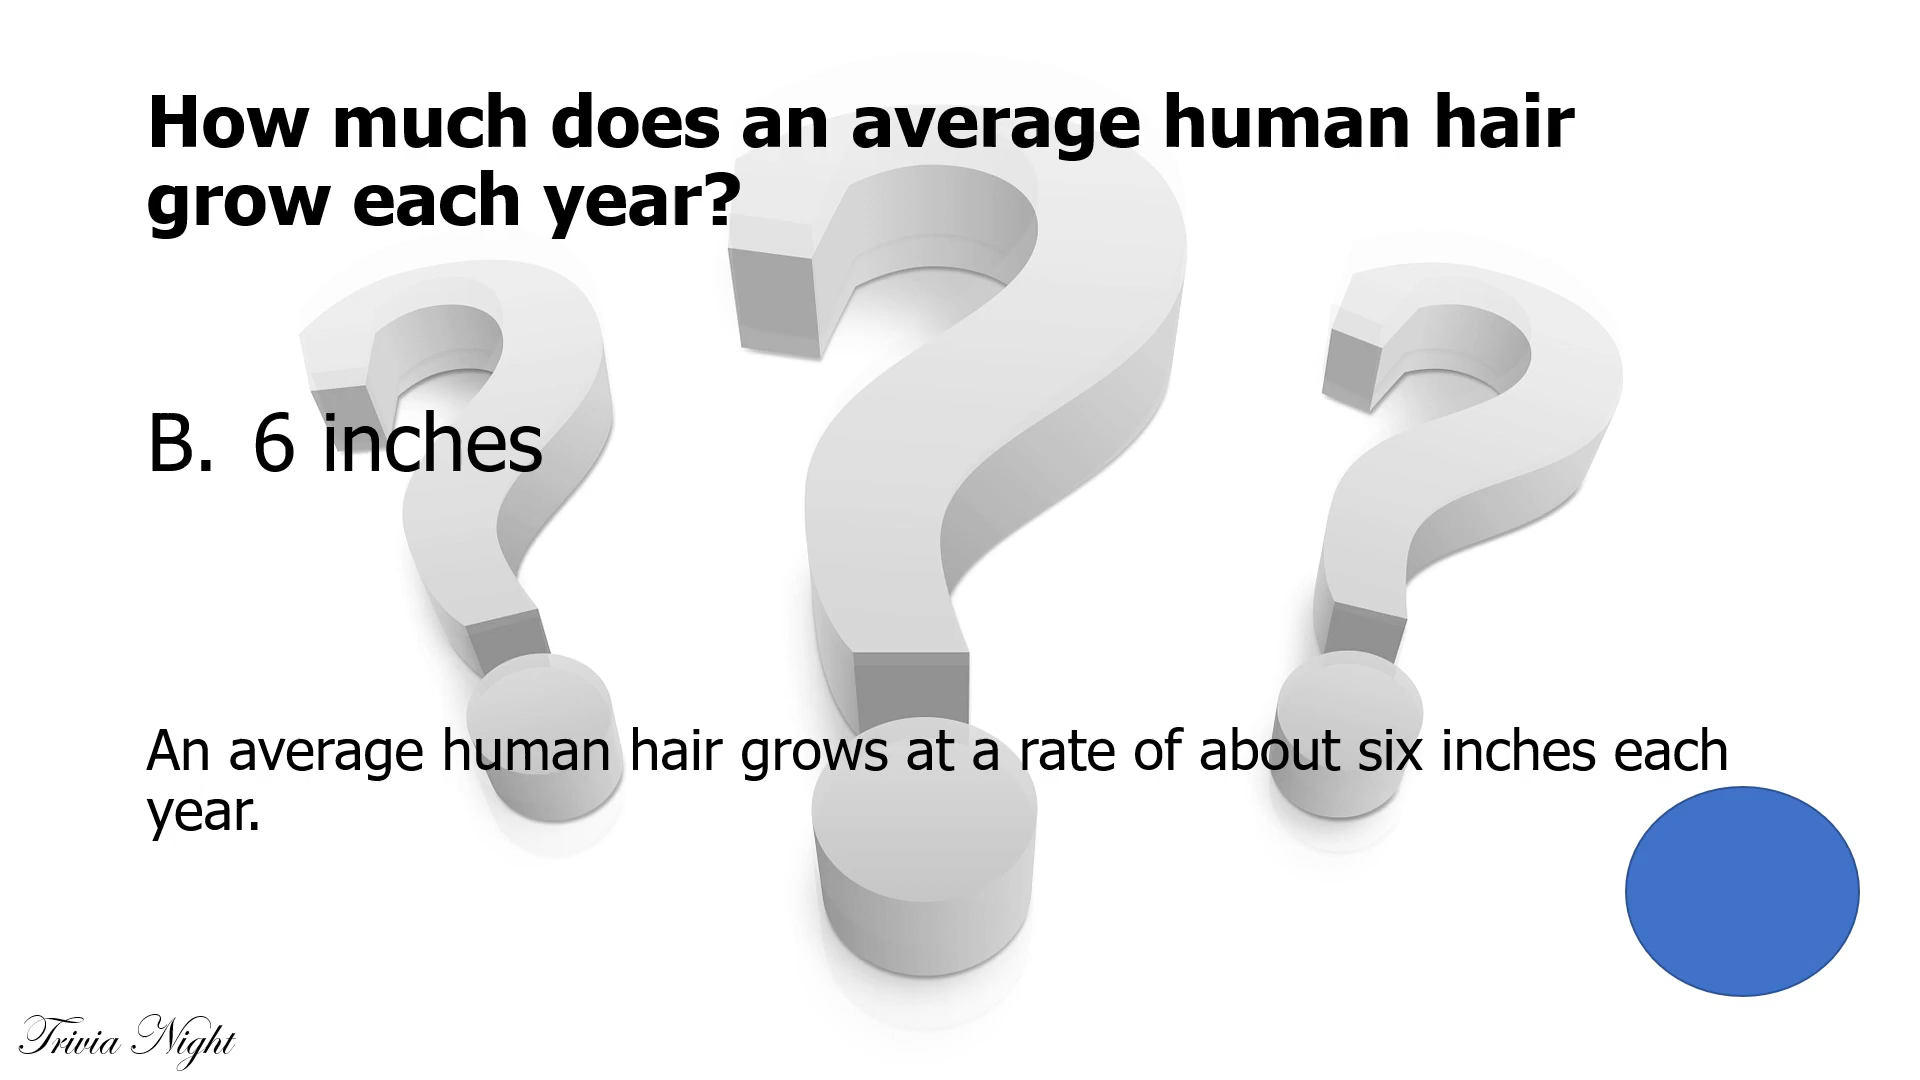 How much does an average human hair
grow each year?
B. 6 inches
An average human hair grows at a rate of about six inches each
year.
Trivia Night